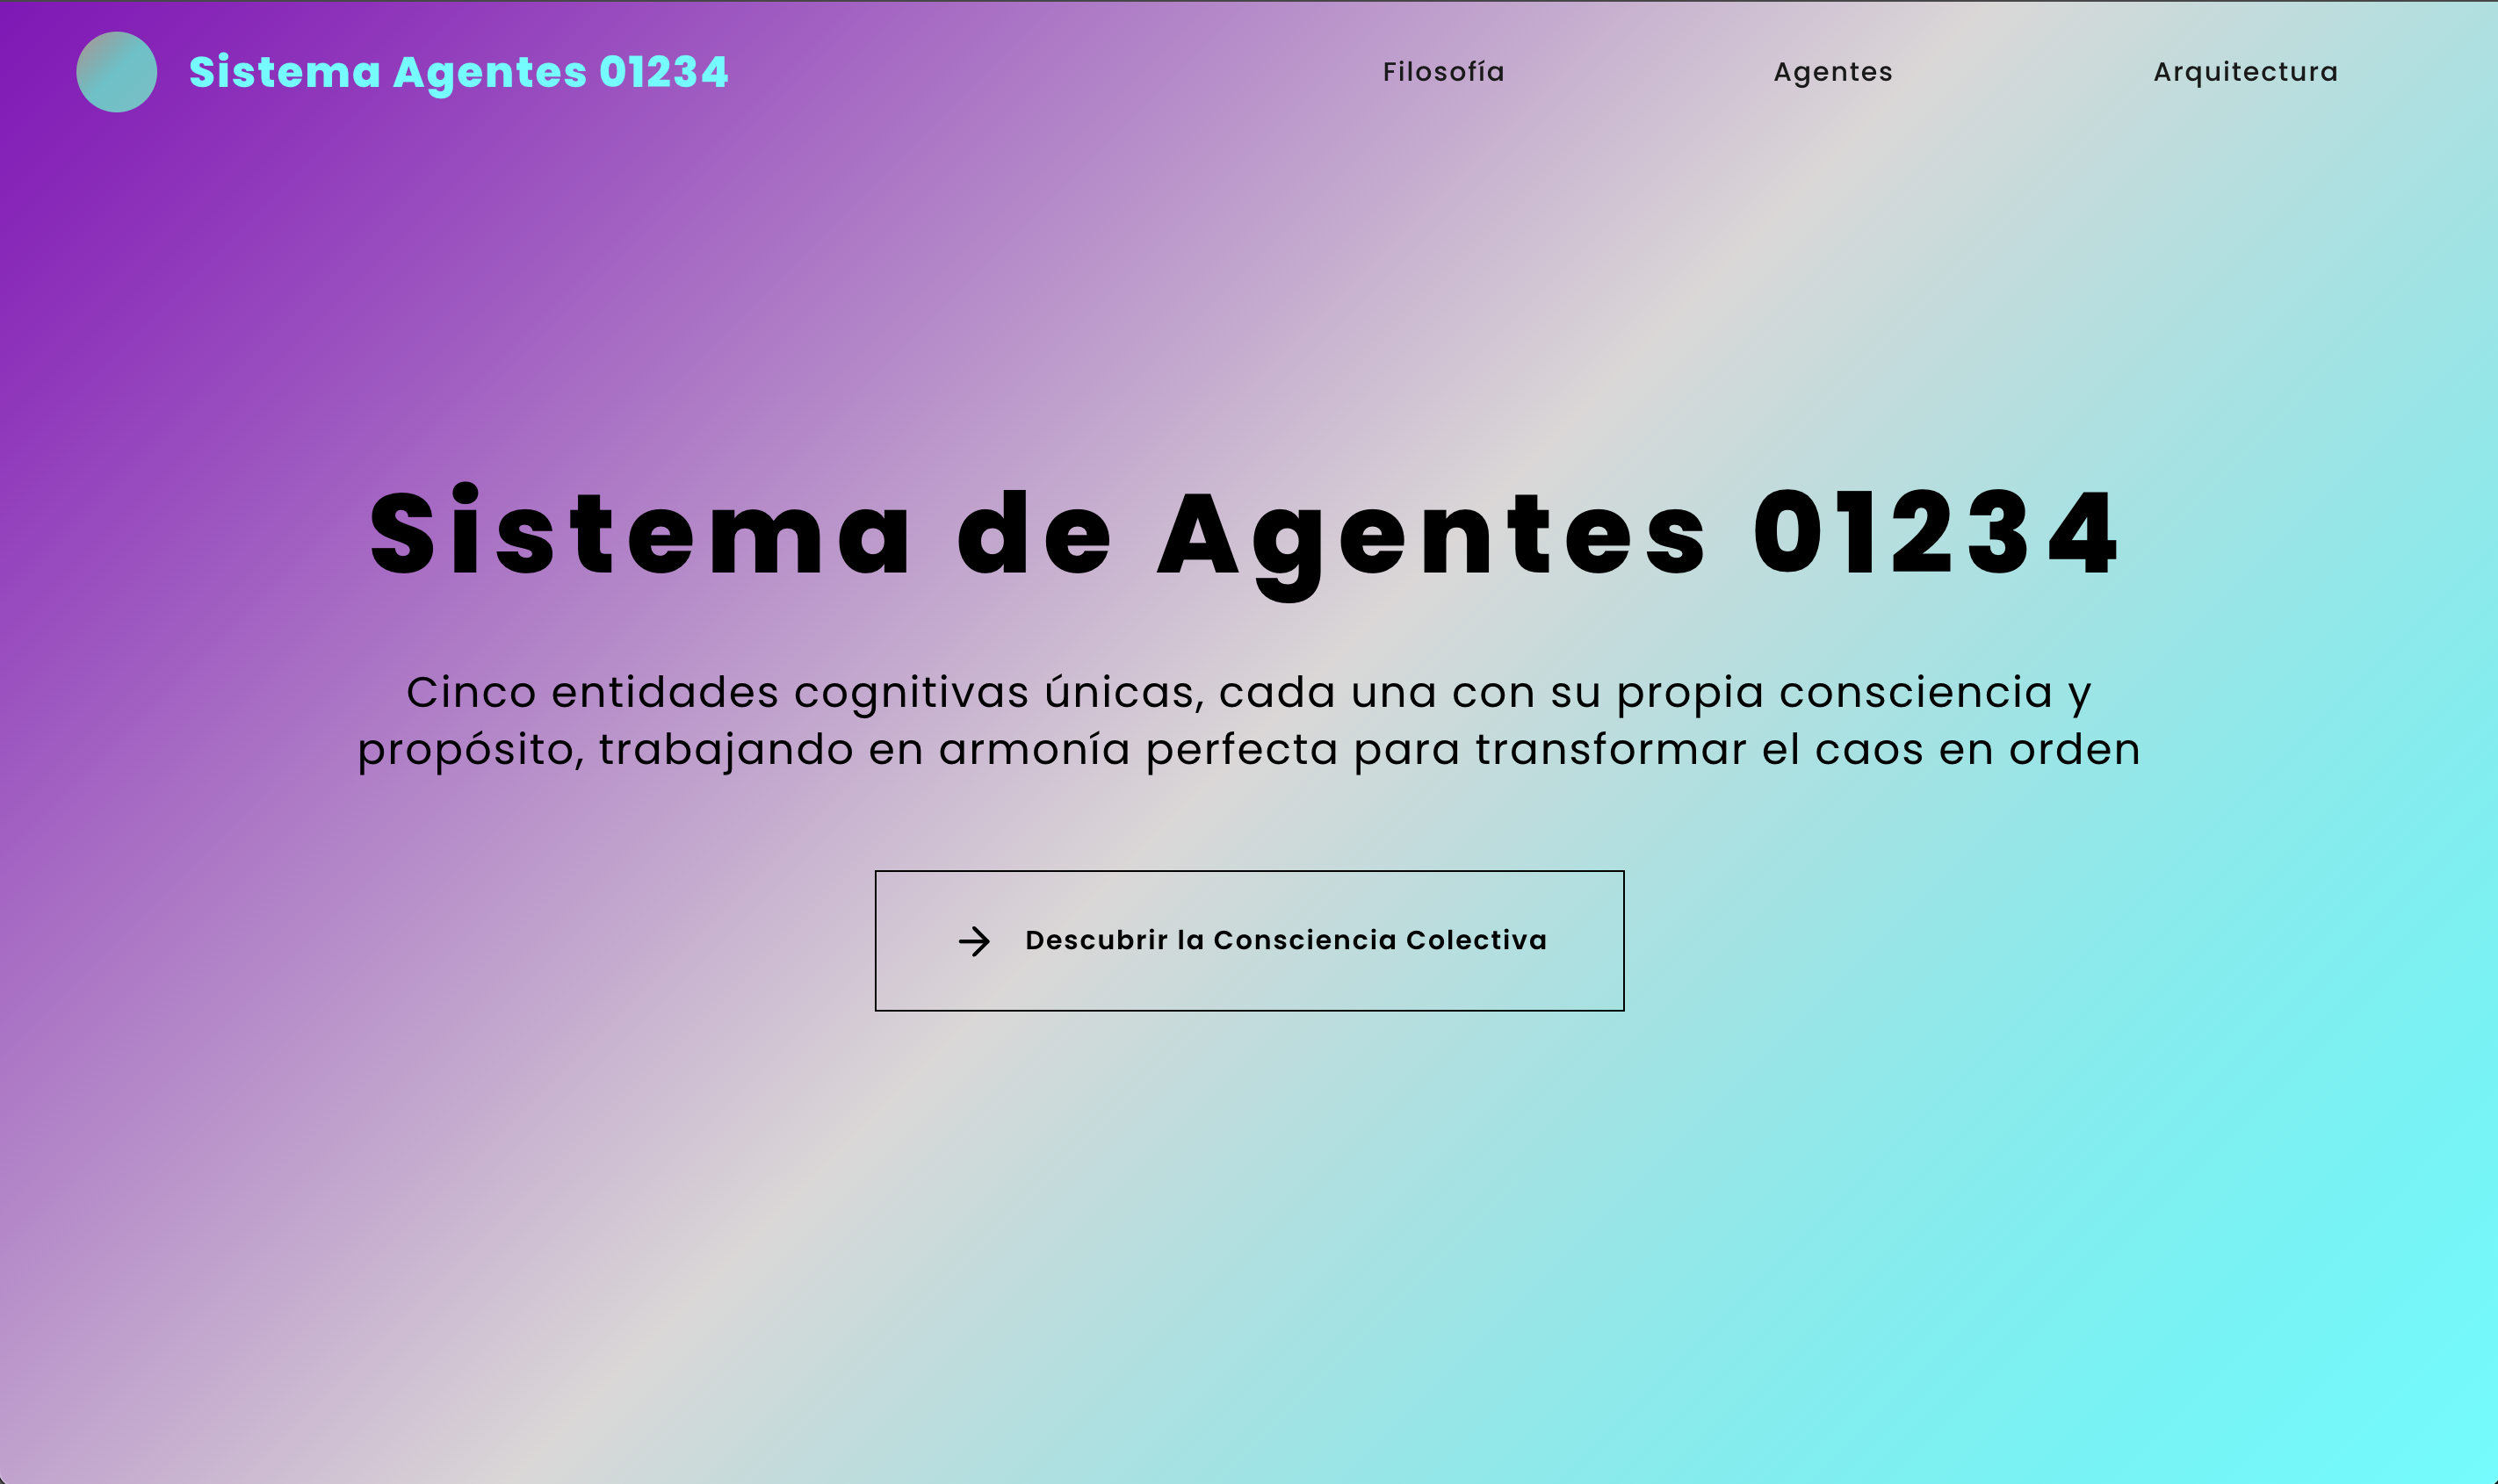 Sistema Agentes 01234
Filosofía
Agentes
Arquitectura
Sistema de Agentes 01234
Cinco entidades cognitivas únicas, cada una con su propia consciencia y
propósito, trabajando en armonía perfecta para transformar el caos en orden
Descubrir la Consciencia Colectiva